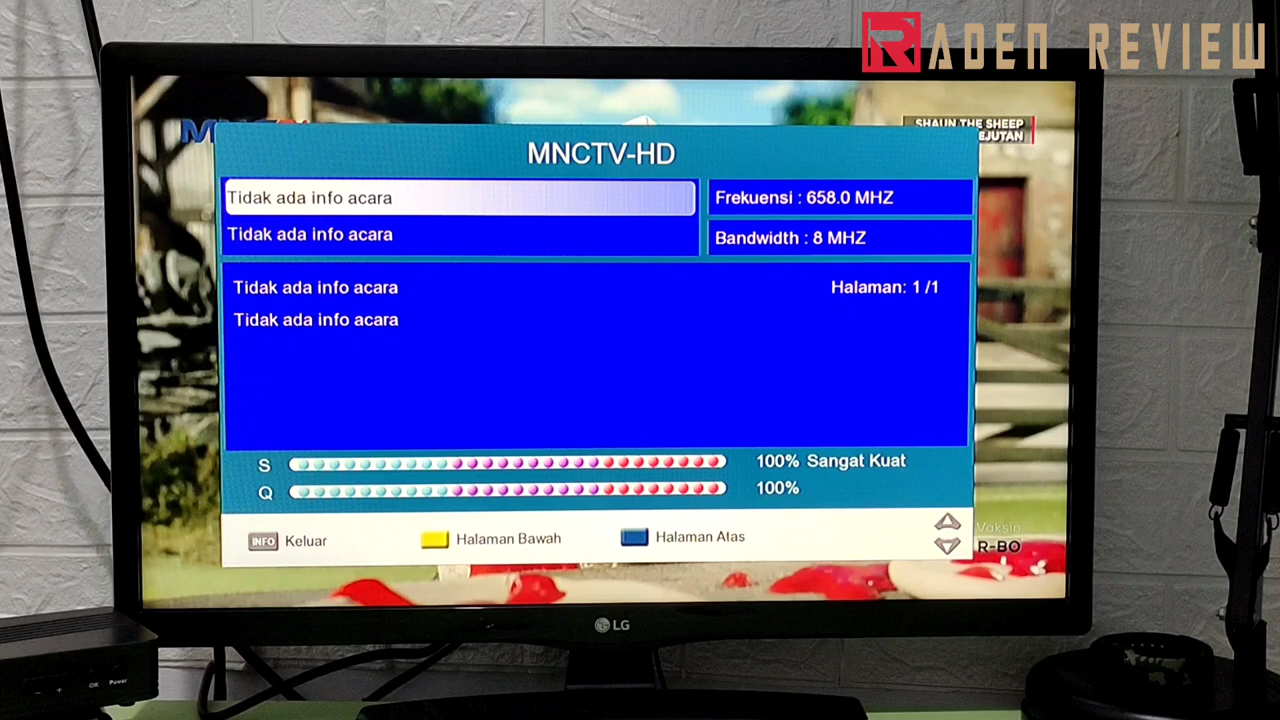 RADEN REVIEW
SHAUN THE SHEEP
EJUTAN
MNCTV-HD
Tidak ada info acara
Frekuensi : 658.0 MHZ
Tidak ada info acara
Bandwidth : 8 MHZ
Tidak ada info acara
Halaman: 1 /1
Tidak ada info acara
S 100% Sangat Kuat
Q 100%
INFO Keluar
Halaman Bawah
Halaman Atas
Vaksin
R-BO
LG
- + OK Power